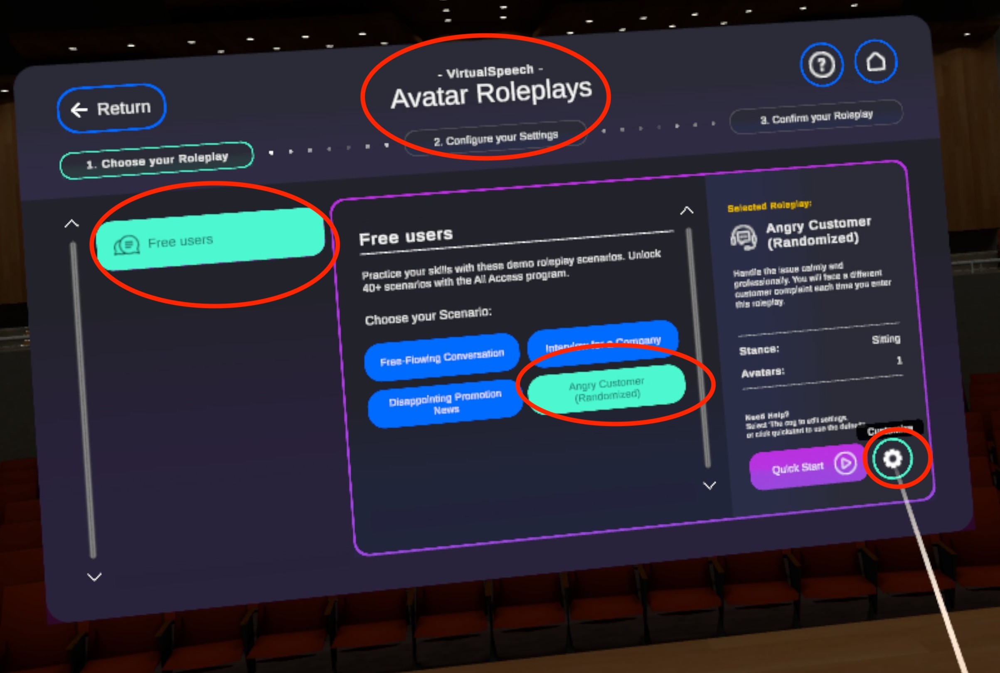 - VirtualSpeech -
Avatar Roleplays
Return
1. Choose your Roleplay
2. Configure your Settings
3. Confirm your Roleplay
Free users
Free users
Practice your skills with these demo roleplay scenarios. Unlock
40+ scenarios with the All Access program.
Choose your Scenario:
Free-Flowing Conversation
Interview for a Company
Disappointing Promotion
News
Angry Customer
(Randomized)
Selected Roleplay:
Angry Customer
(Randomized)
Handle the issue calmly and
professionally. You will face a different
customer complaint each time you enter
this roleplay.
Stance:
Sitting
Avatars:
1
Need Help?
Select 'The cog to edit settings.
or click quickstart to use the defaults
Customise
Quick Start